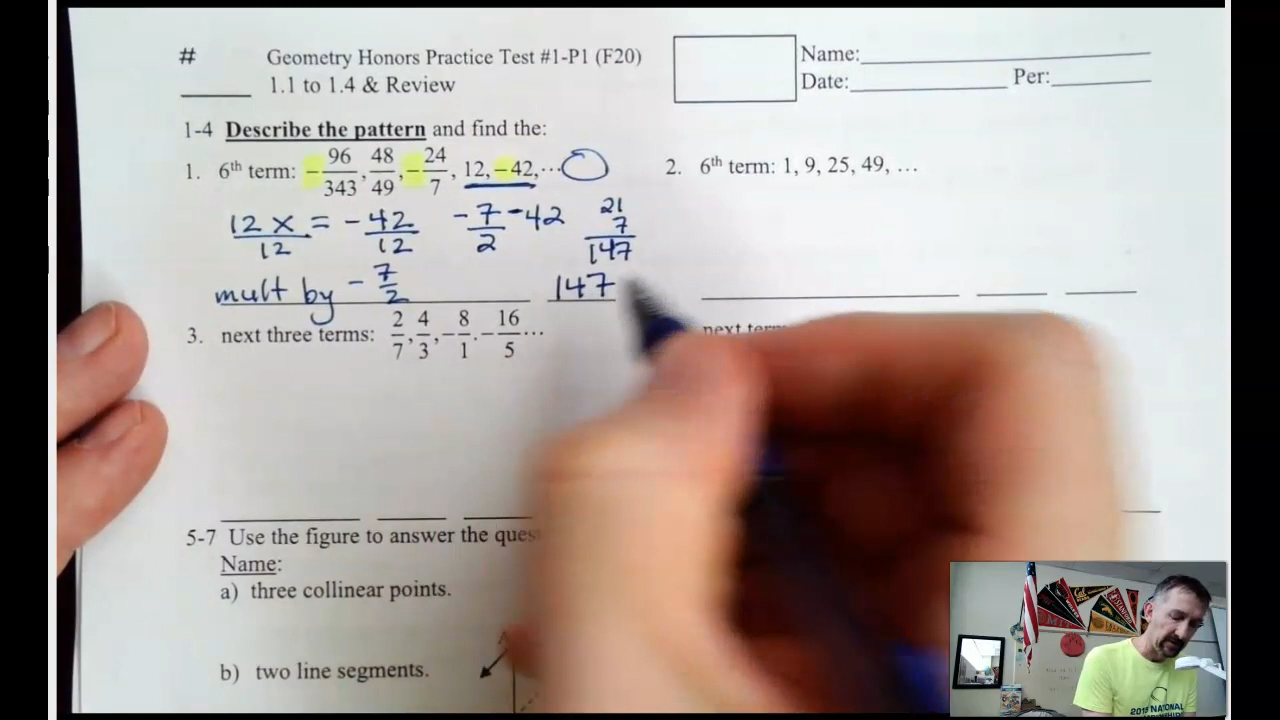 # Geometry Honors Practice Test #1-P1 (F20) Name:
1.1 to 1.4 & Review Date: Per:
1-4 Describe the pattern and find the:
1. 6th term: -96/343, 48/49, -24/7, 12, -42, ...
2. 6th term: 1, 9, 25, 49, ...
12x/12 = -42/12
-7/2 -42
21
7
147
mult by -7/2 147
3. next three terms: 2/7, 4/3, -8/1. -16/5 ...
next
5-7 Use the figure to answer the
Name:
a) three collinear points.
b) two line segments.
NATIONAL